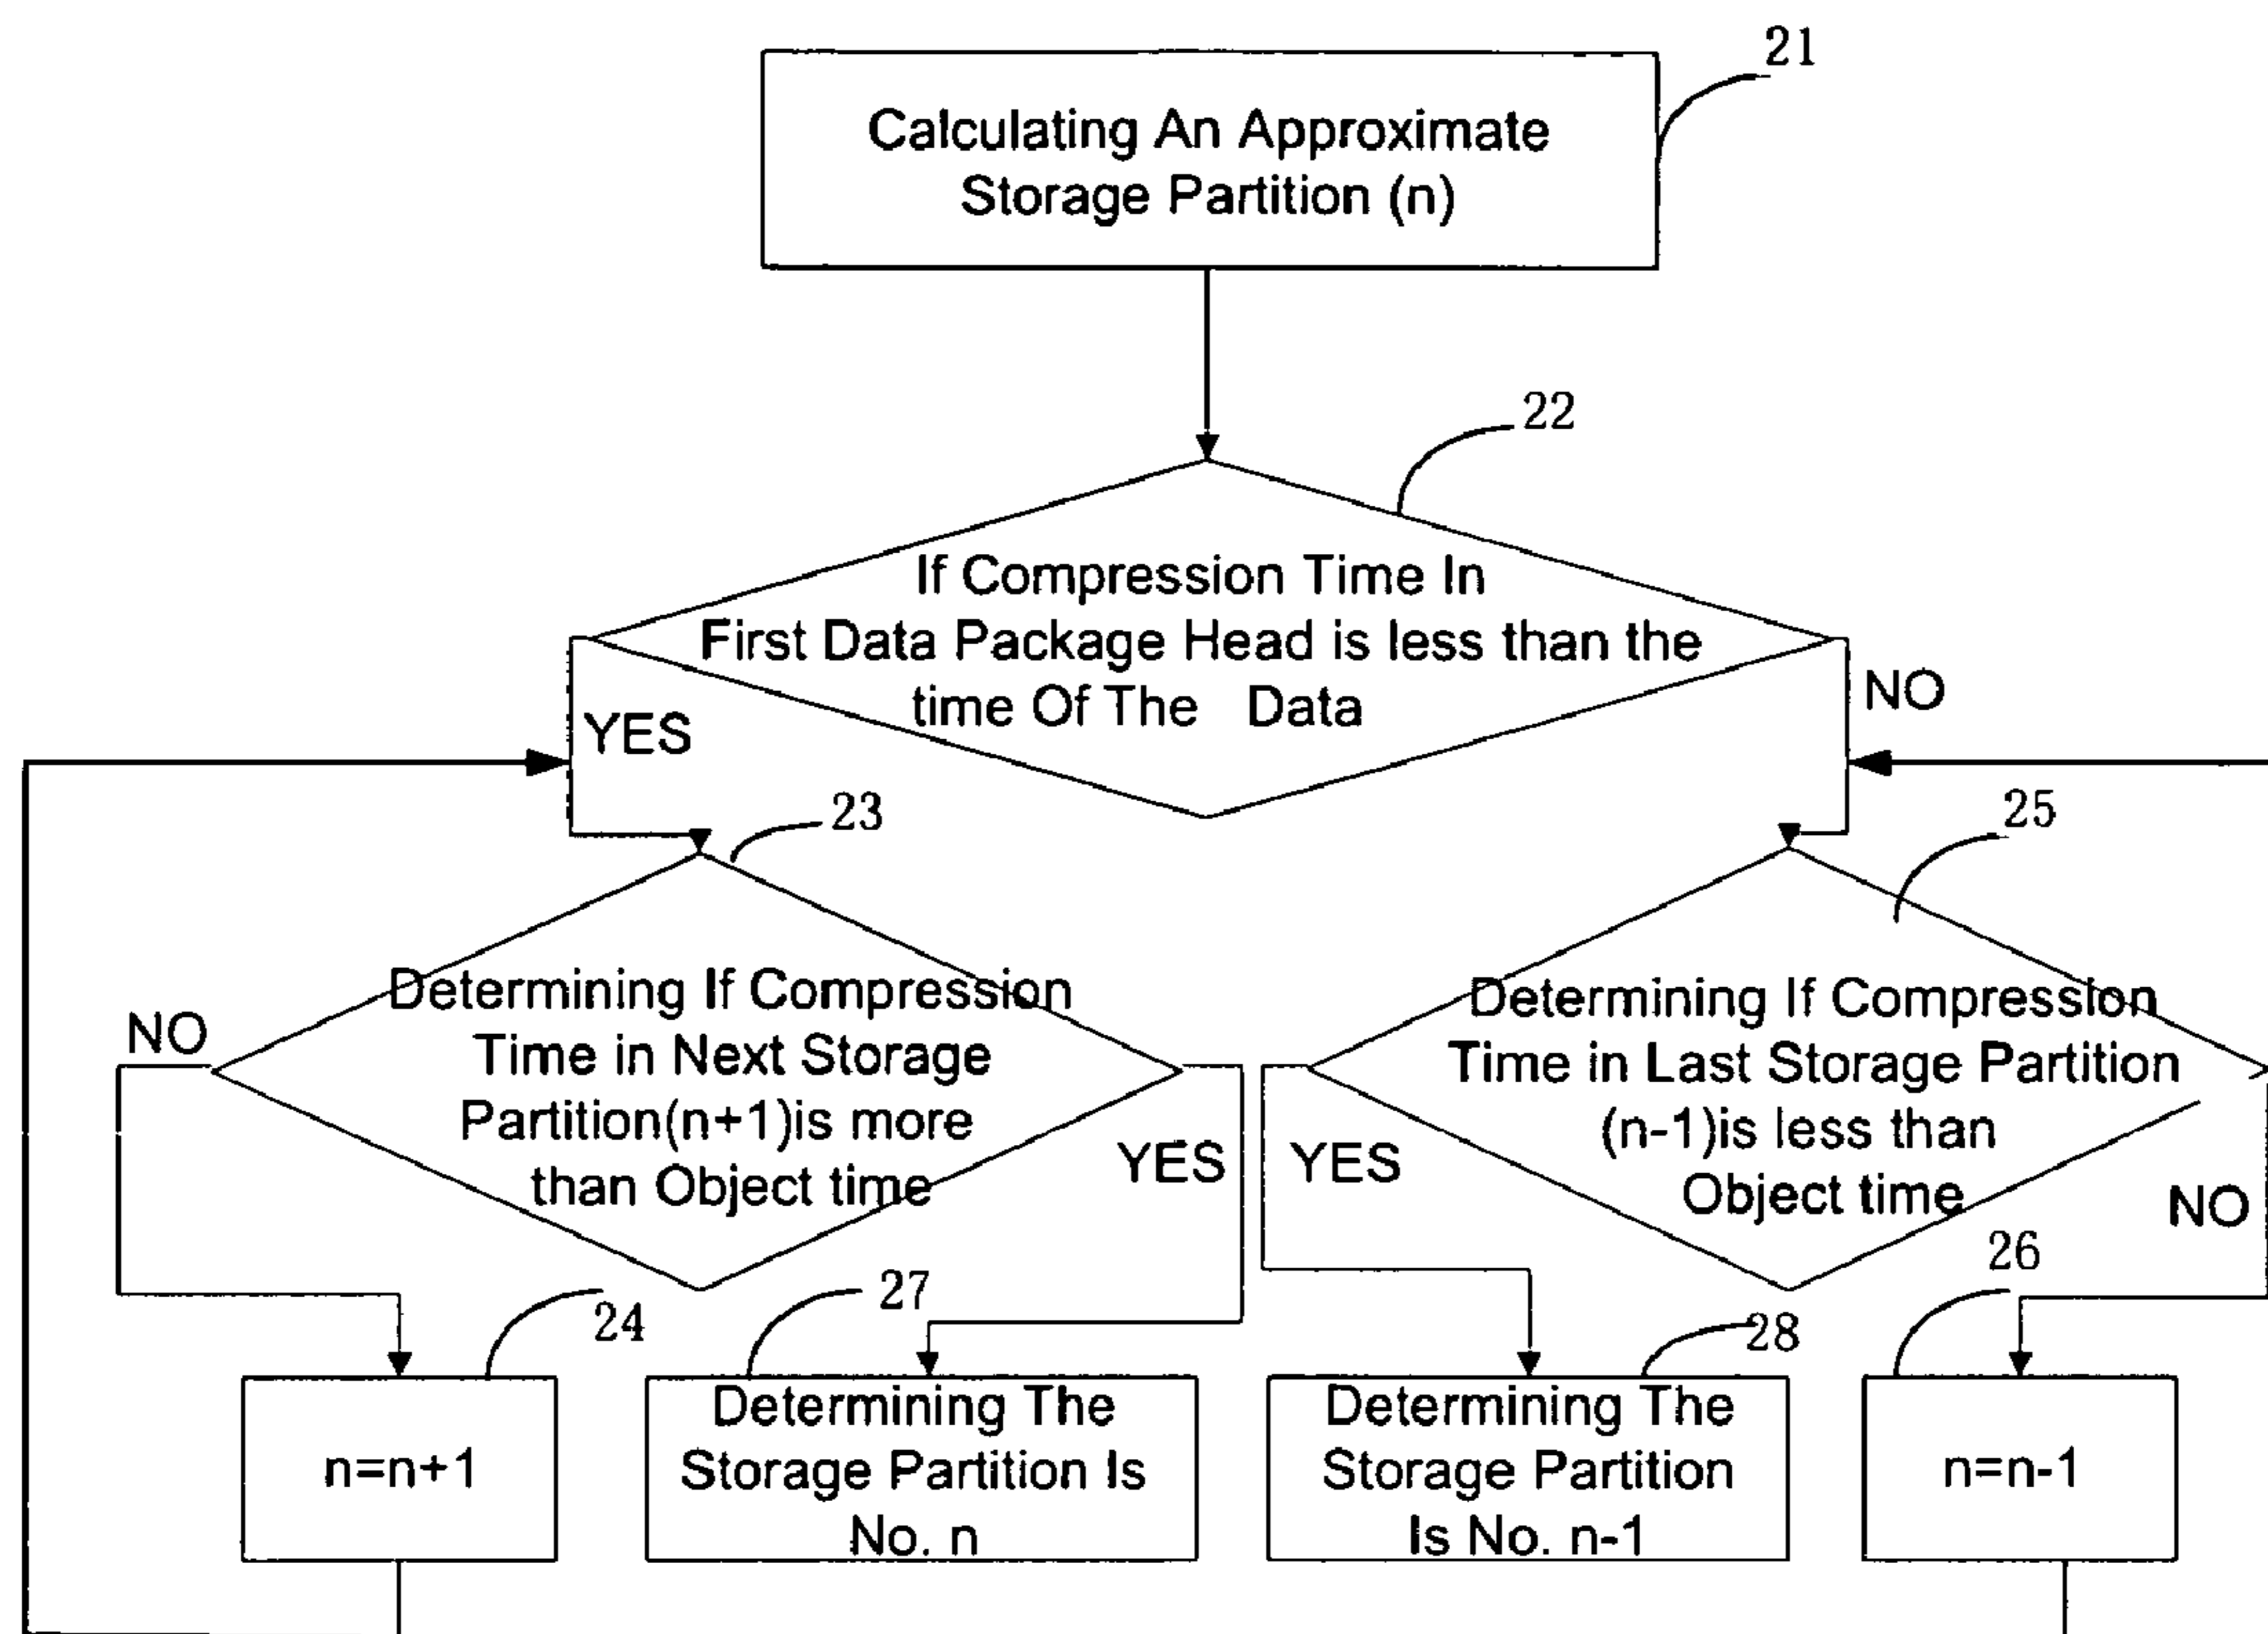 21
Calculating An Approximate
Storage Partition (n)
22
If Compression Time In
First Data Package Head is less than the
time Of The Data
YES
NO
23
25
Determining If Compression
Time in Next Storage
Partition(n+1)is more
than Object time
NO
YES
Determining If Compression
Time in Last Storage Partition
(n-1)is less than
Object time
YES
NO
24
27
28
26
n=n+1
Determining The
Storage Partition Is
No. n
Determining The
Storage Partition
Is No. n-1
n=n-1